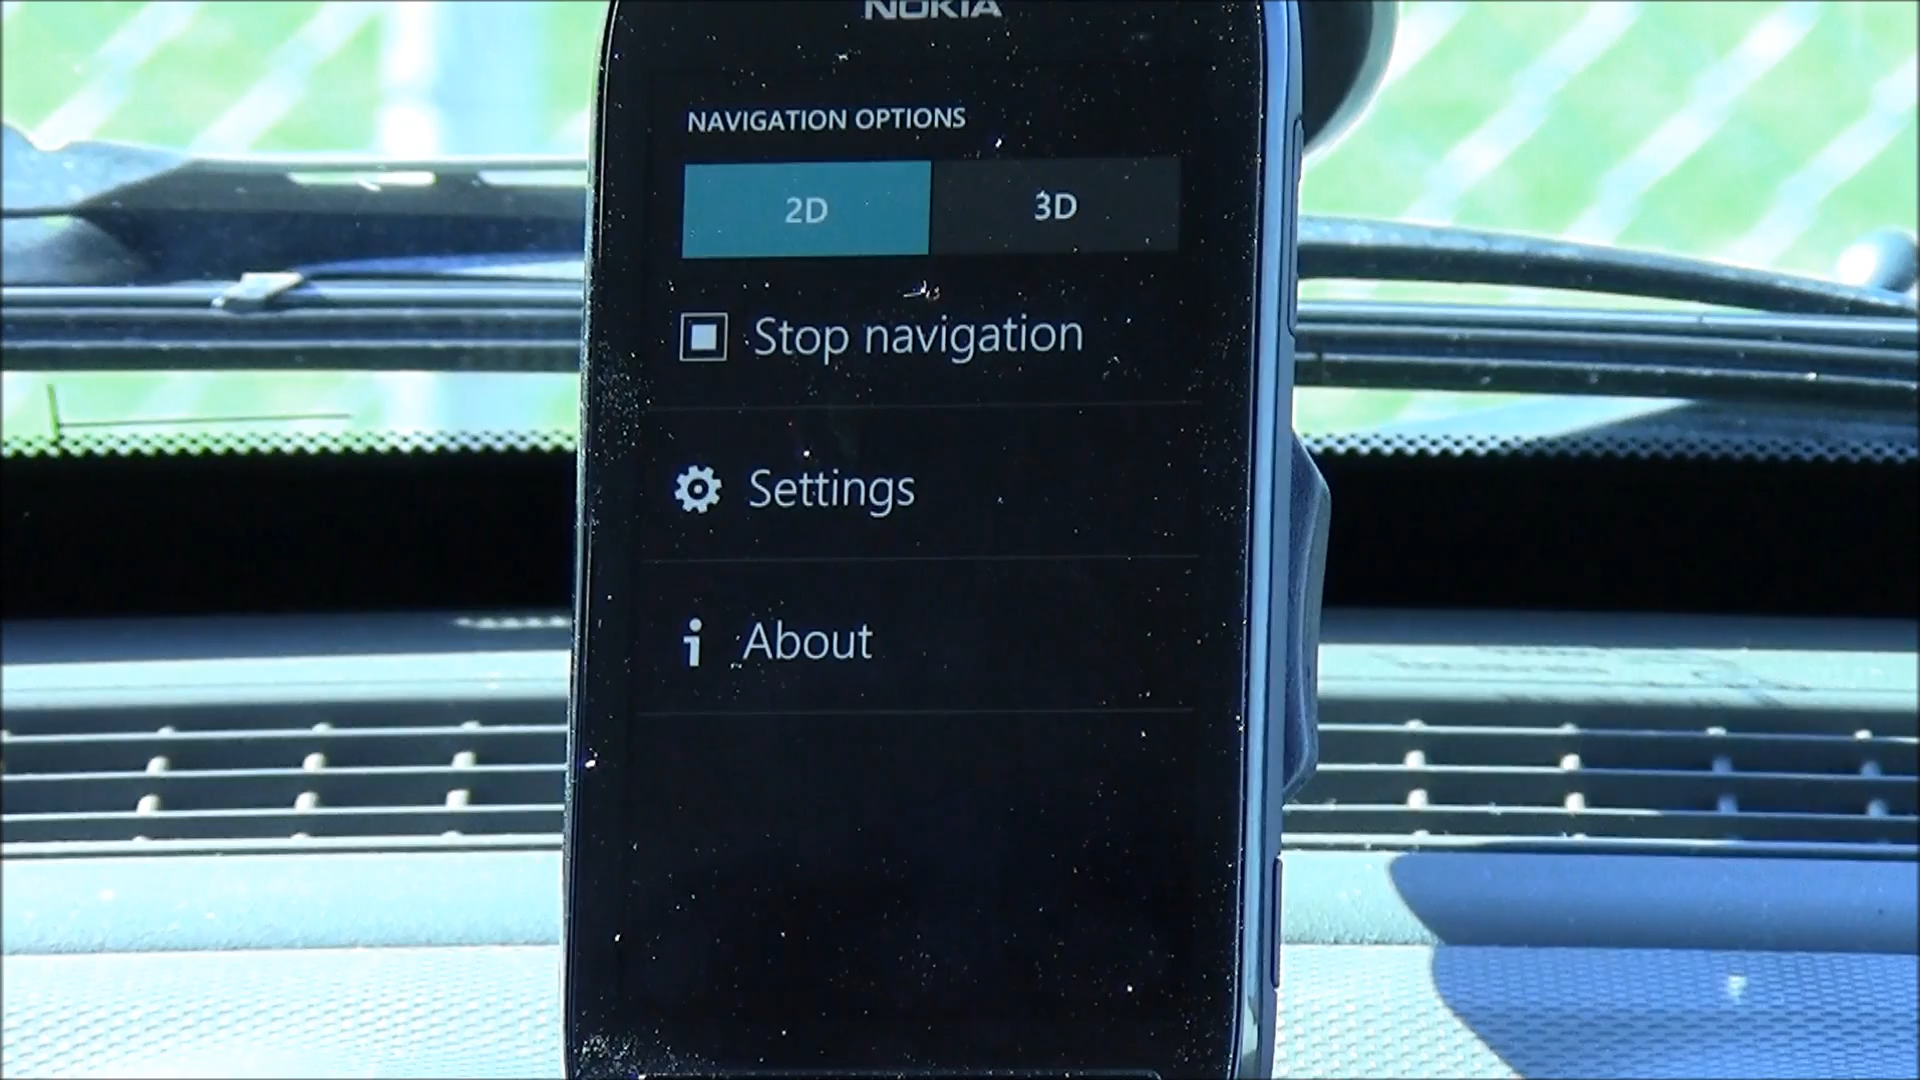 NOKIA
NAVIGATION OPTIONS
2D 3D
Stop navigation
Settings
About